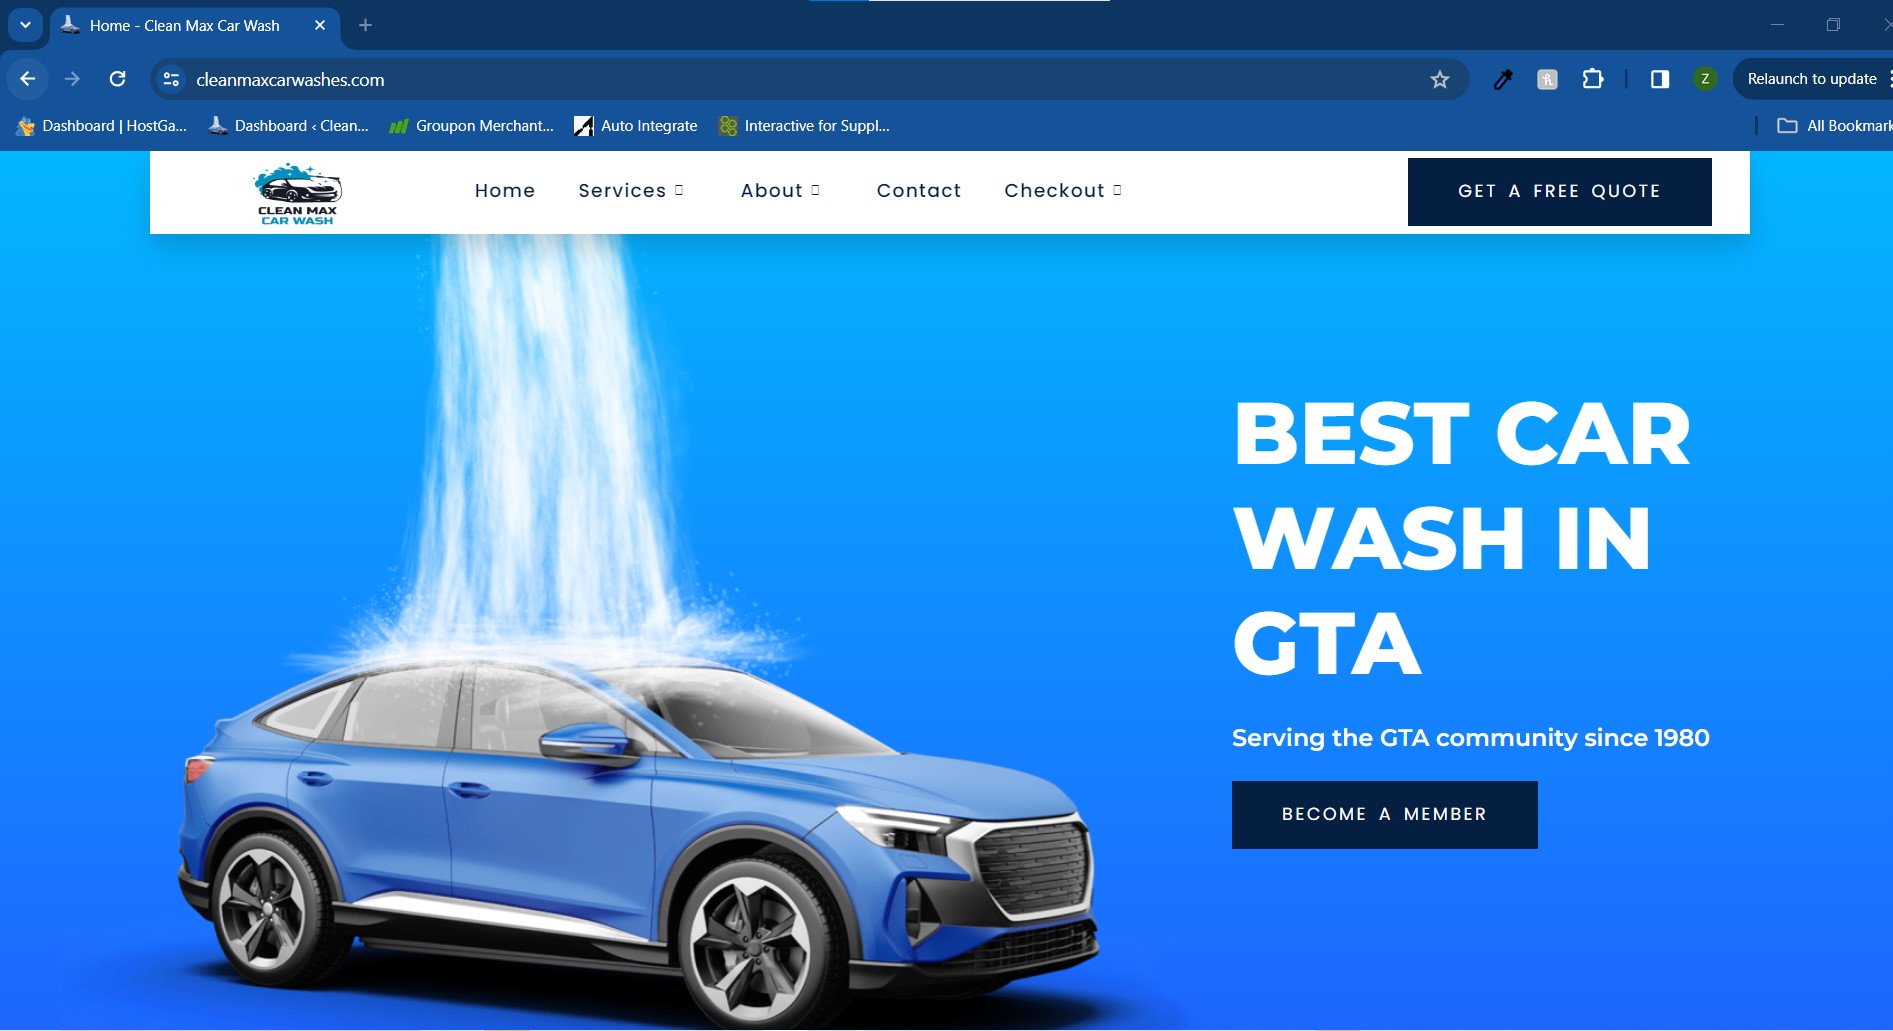 Home - Clean Max Car Wash
cleanmaxcarwashes.com
Z
Relaunch to update
Dashboard | HostGa...
Dashboard ‹ Clean...
Groupon Merchant...
Auto Integrate
Interactive for Suppl...
All Bookmark
CLEAN MAX
CAR WASH
Home
Services
About
Contact
Checkout
GET A FREE QUOTE
BEST CAR
WASH IN
GTA
Serving the GTA community since 1980
BECOME A MEMBER